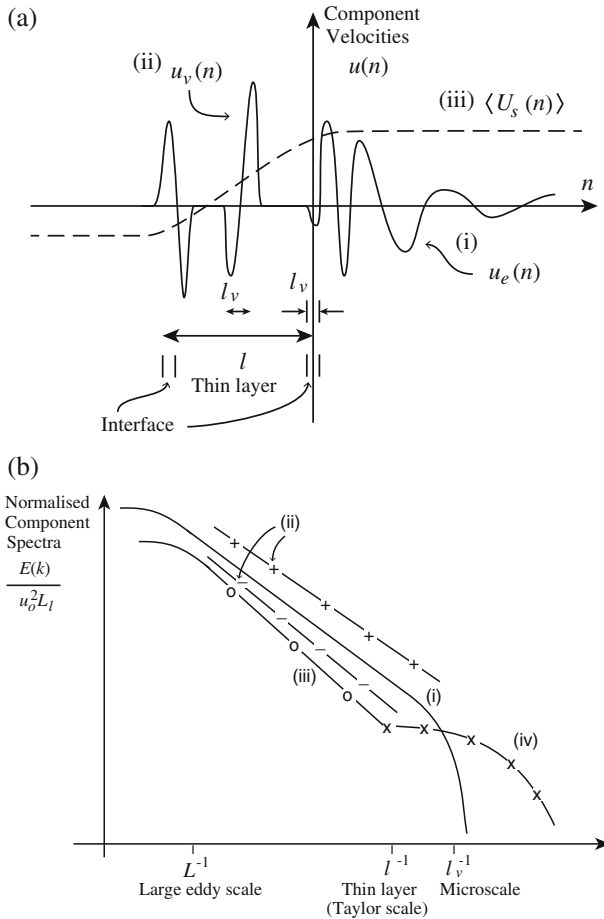 (a)
Component
Velocities
(ii) u_v(n)
u(n)
(iii) ⟨U_s(n)⟩
n
(i)
u_e(n)
l_v
l_v
l
Thin layer
Interface
(b)
Normalised
Component
Spectra
E(k)
u_o^2 L_l
(ii)
(iii)
(i)
(iv)
L^-1
l^-1
l_v^-1
Large eddy scale
Thin layer
Microscale
(Taylor scale)